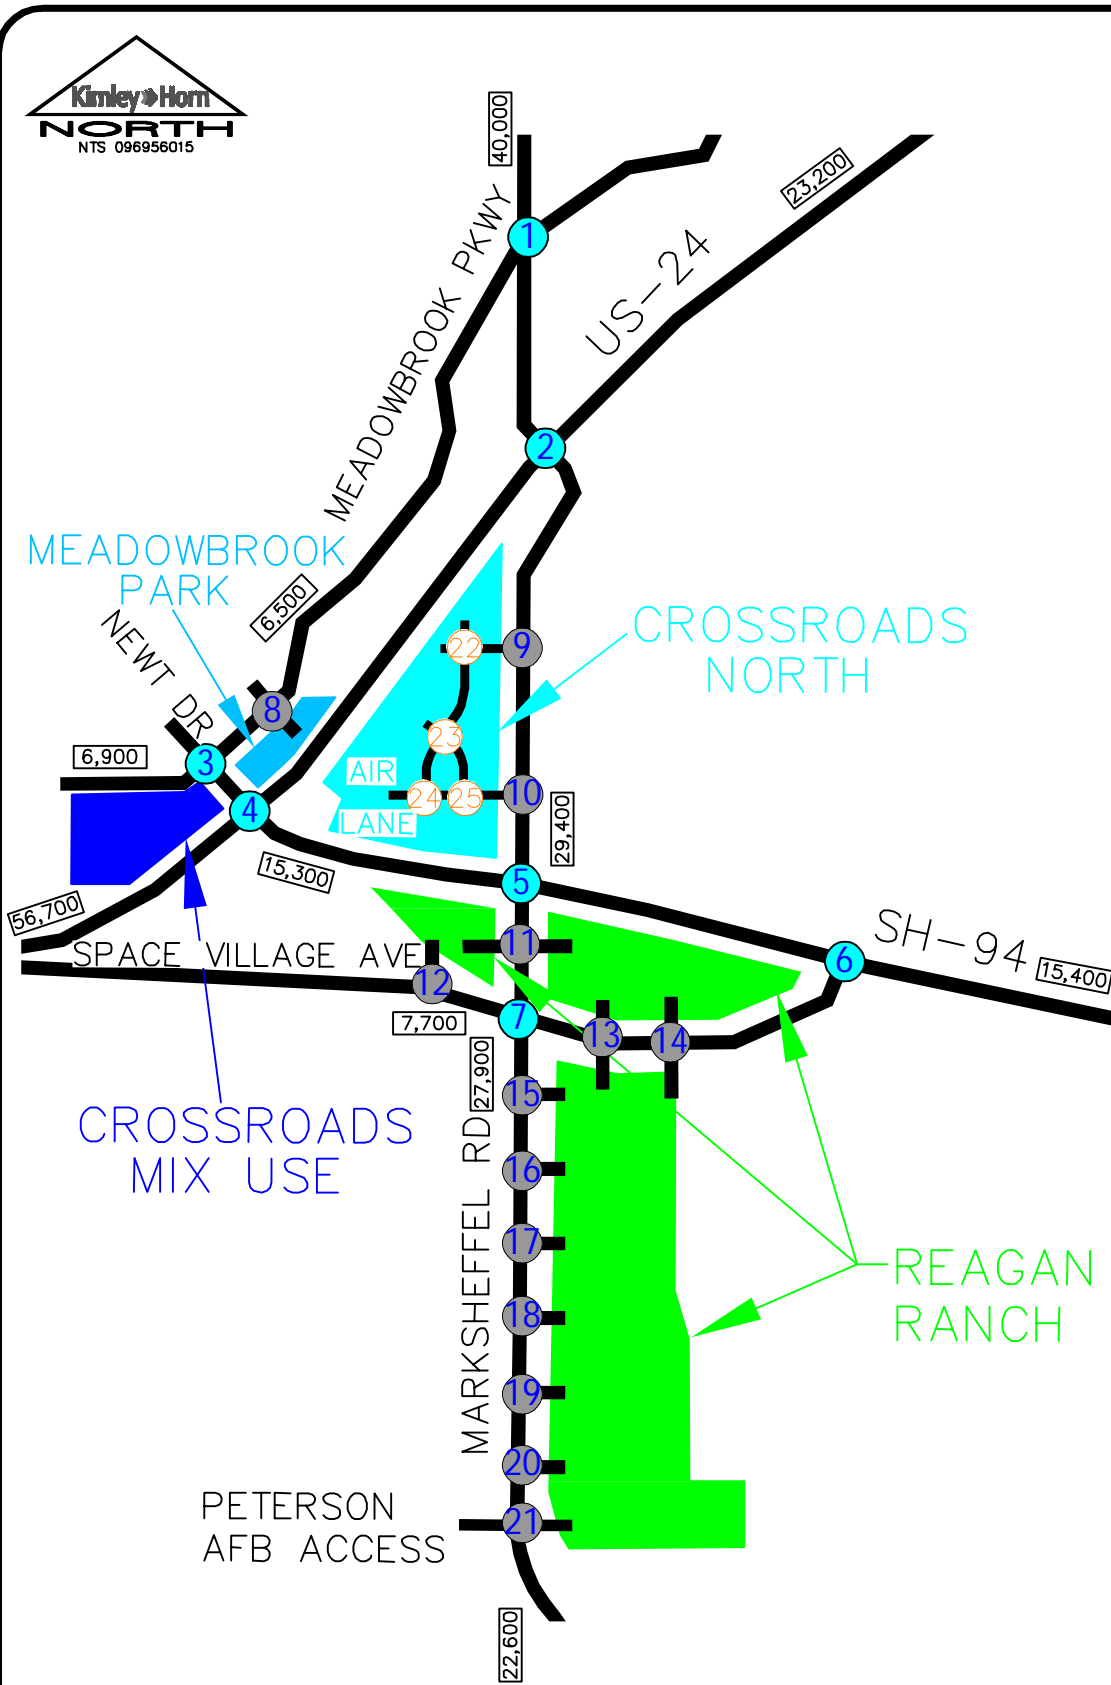 Kimley»Horn
NORTH
NTS 096956015
40,000
23,200
MEADOWBROOK PKWY
1
US-24
2
MEADOWBROOK
PARK
6,500
NEWT DR
CROSSROADS
NORTH
22
9
8
23
3
6,900
AIR
LANE
24
25
10
4
29,400
15,300
5
56,700
SPACE VILLAGE AVE
11
SH-94
6
15,400
12
7,700
7
13
14
27,900
15
CROSSROADS
MIX USE
16
MARKSHEFFEL RD
17
REAGAN
RANCH
18
19
20
PETERSON
AFB ACCESS
21
22,600